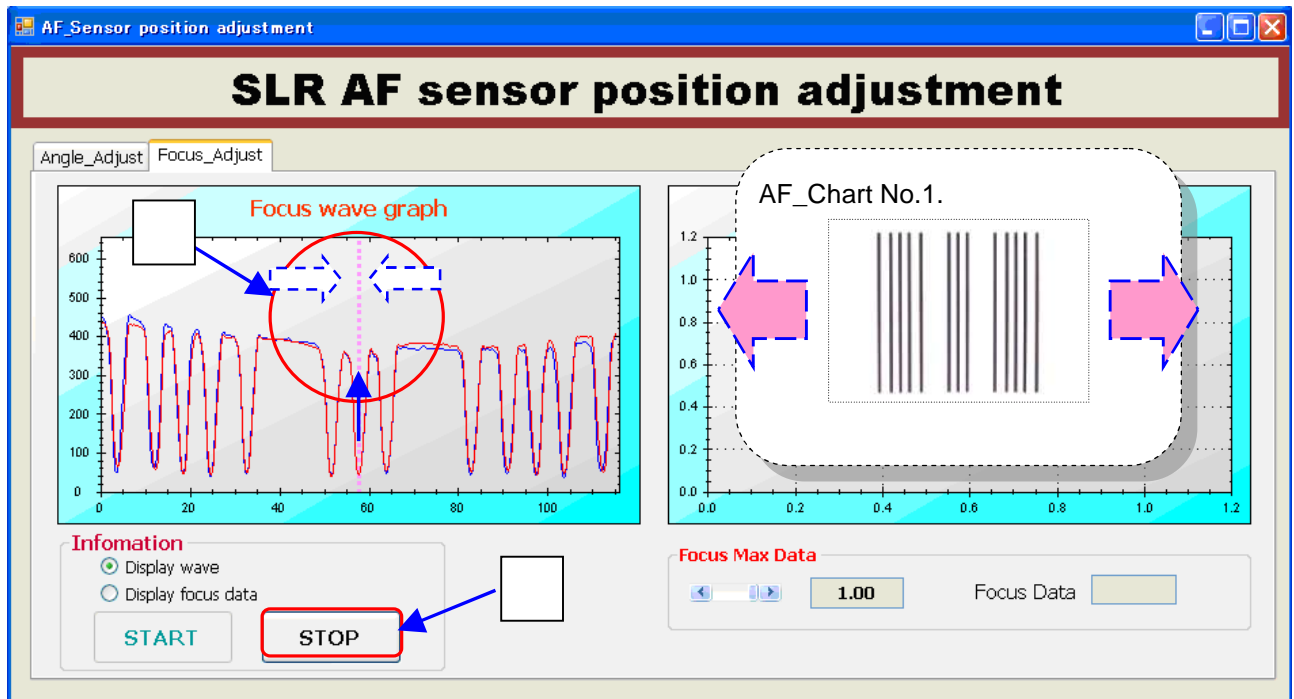 AF_Sensor position adjustment
SLR AF sensor position adjustment
Angle_Adjust Focus_Adjust
Focus wave graph
600
500
400
300
200
100
0
0 20 40 60 80 100
AF_Chart No.1.
1.2
1.0
0.8
0.6
0.4
0.2
0.0
0.0 0.2 0.4 0.6 0.8 1.0 1.2
Infomation
Display wave
Display focus data
START STOP
Focus Max Data
1.00 Focus Data